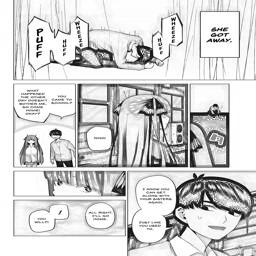 SHE
GOT
AWAY.
WHEEZE
HUFF
WHEEZE
HUFF
PUFF
YOU CAME
TO SCHOOL?
WHAT
HAPPENED
THE OTHER
DAY DOESN'T
BOTHER ME,
SO COME
HOME,
OKAY?
I KNOW YOU
CAN GET
ALONG WITH
YOUR SISTERS
AGAIN.
JUST LIKE
YOU USED
TO.
ALL RIGHT,
I'LL GO
HOME.
!
YOU
WILL?!